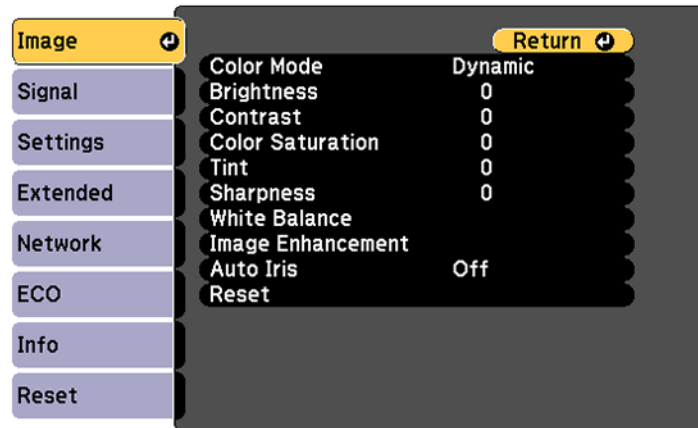 Image
Signal
Settings
Extended
Network
ECO
Info
Reset
Return
Color Mode Dynamic
Brightness 0
Contrast 0
Color Saturation 0
Tint 0
Sharpness 0
White Balance
Image Enhancement
Auto Iris Off
Reset